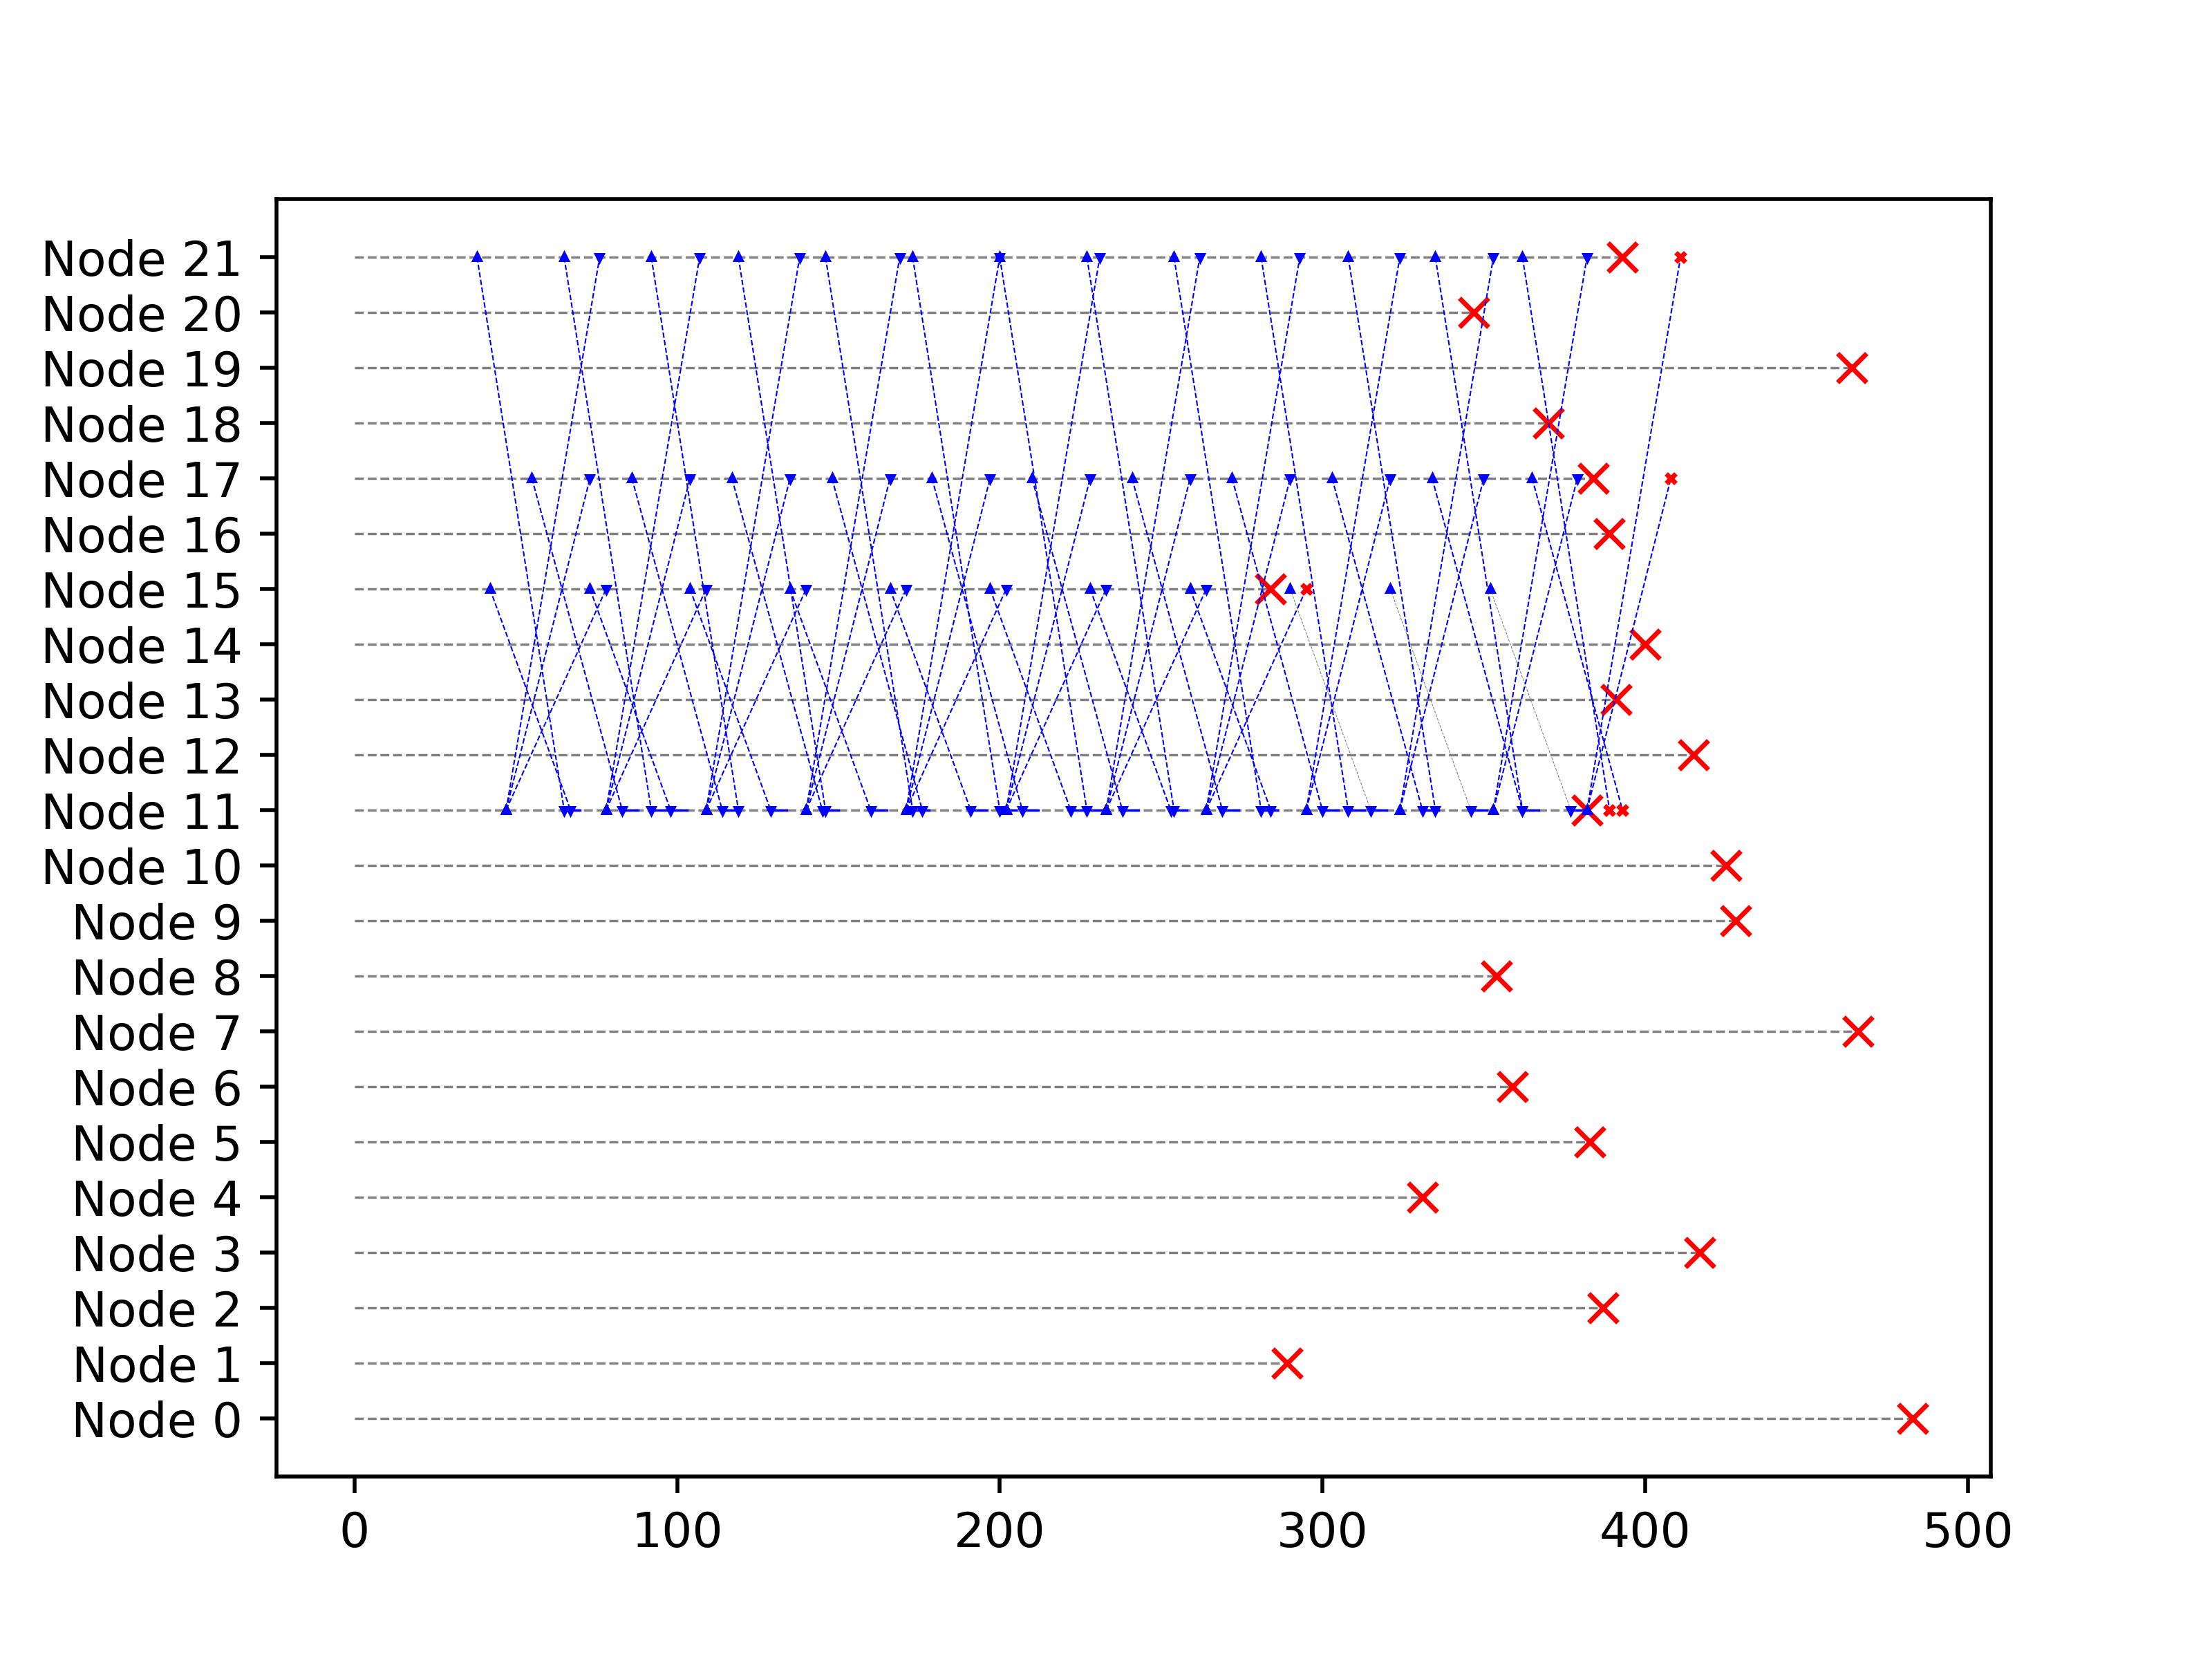 Node 21
Node 20
Node 19
Node 18
Node 17
Node 16
Node 15
Node 14
Node 13
Node 12
Node 11
Node 10
Node 9
Node 8
Node 7
Node 6
Node 5
Node 4
Node 3
Node 2
Node 1
Node 0
0 100 200 300 400 500